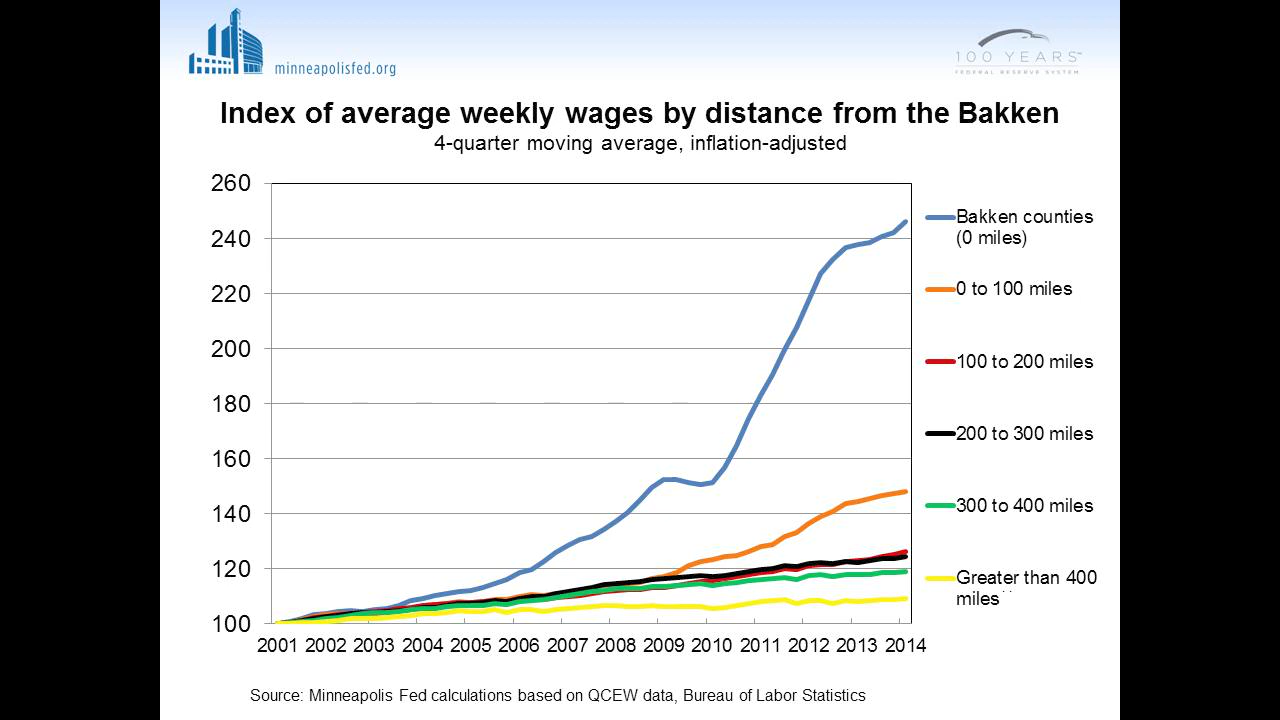 minneapolisfed.org
100 YEARS™
FEDERAL RESERVE SYSTEM
Index of average weekly wages by distance from the Bakken
4-quarter moving average, inflation-adjusted
260
240
220
200
180
160
140
120
100
2001 2002 2003 2004 2005 2006 2007 2008 2009 2010 2011 2012 2013 2014
Bakken counties
(0 miles)
0 to 100 miles
100 to 200 miles
200 to 300 miles
300 to 400 miles
Greater than 400
miles
Source: Minneapolis Fed calculations based on QCEW data, Bureau of Labor Statistics